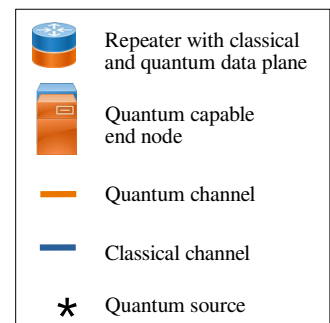 Repeater with classical
and quantum data plane
Quantum capable
end node
Quantum channel
Classical channel
* Quantum source